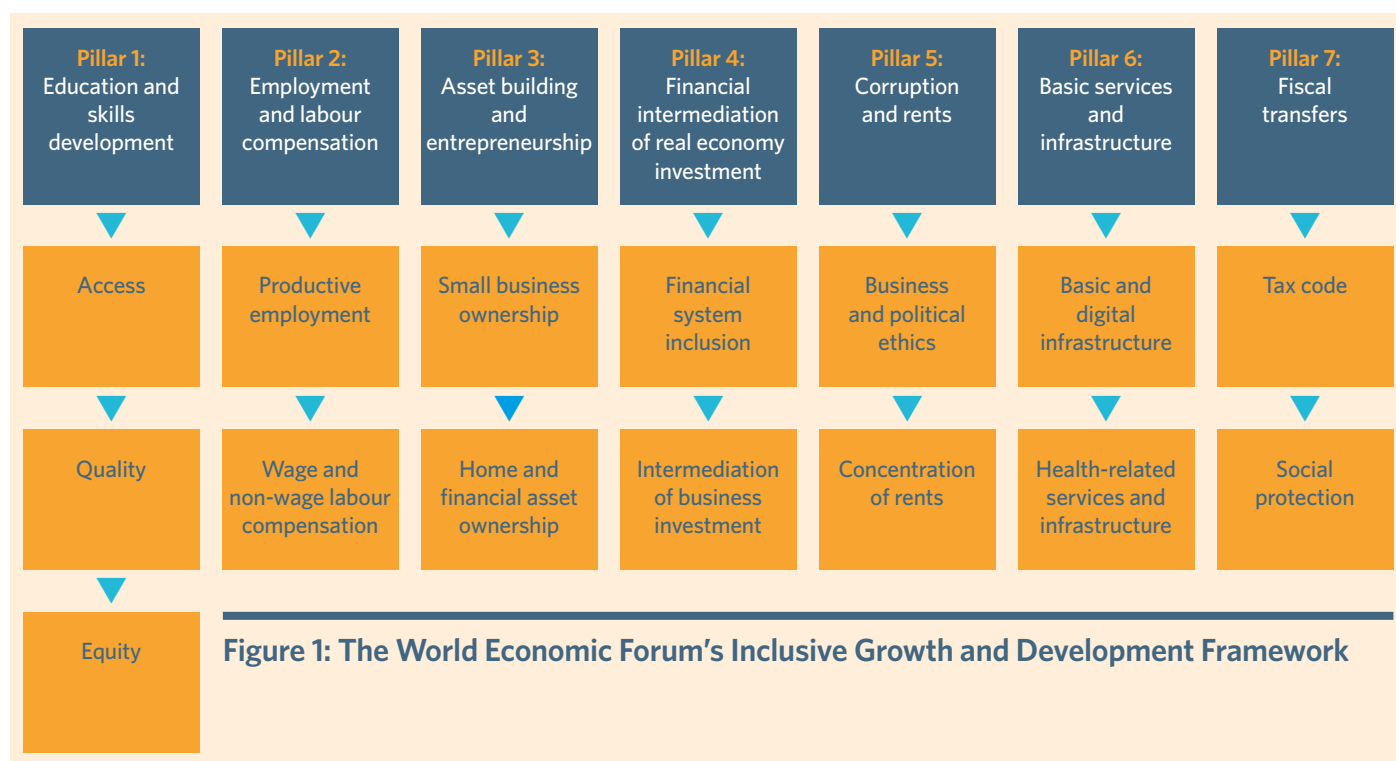 Pillar 1:
Education and
skills
development
Pillar 2:
Employment
and labour
compensation
Pillar 3:
Asset building
and
entrepreneurship
Pillar 4:
Financial
intermediation
of real economy
investment
Pillar 5:
Corruption
and rents
Pillar 6:
Basic services
and
infrastructure
Pillar 7:
Fiscal
transfers
Access
Productive
employment
Small business
ownership
Financial
system
inclusion
Business
and political
ethics
Basic and
digital
infrastructure
Tax code
Quality
Wage and
non-wage labour
compensation
Home and
financial asset
ownership
Intermediation
of business
investment
Concentration
of rents
Health-related
services and
infrastructure
Social
protection
Equity
Figure 1: The World Economic Forum's Inclusive Growth and Development Framework